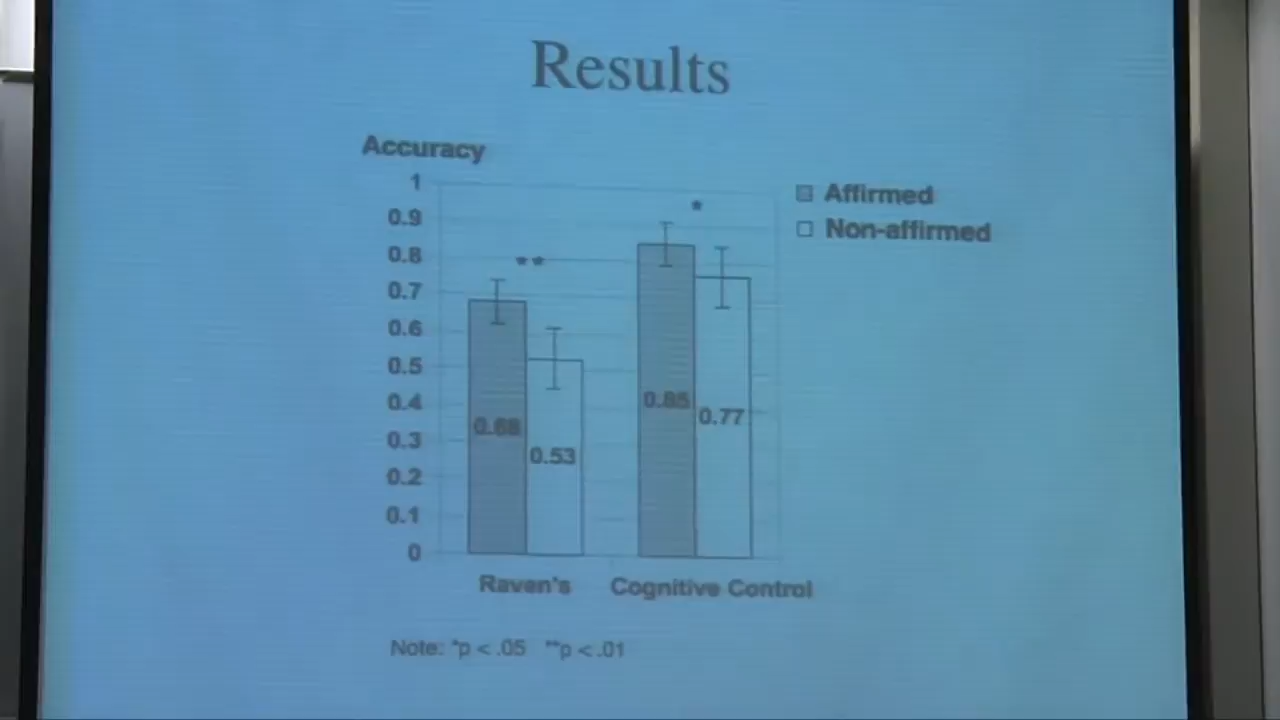 Results
Accuracy
1
0.9
0.8
0.7
0.6
0.5
0.4
0.3
0.2
0.1
0
*
**
0.85
0.77
0.68
0.53
Affirmed
Non-affirmed
Raven's
Cognitive Control
Note: *p < .05 **p < .01